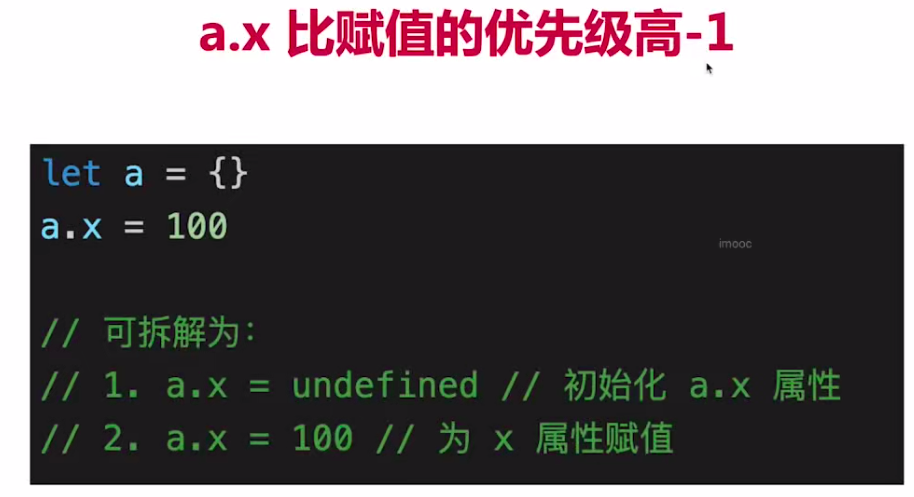 a.x 比赋值的优先级高-1
let a = {}
a.x = 100
imooc
// 可拆解为：
// 1. a.x = undefined // 初始化 a.x 属性
// 2. a.x = 100 // 为 x 属性赋值